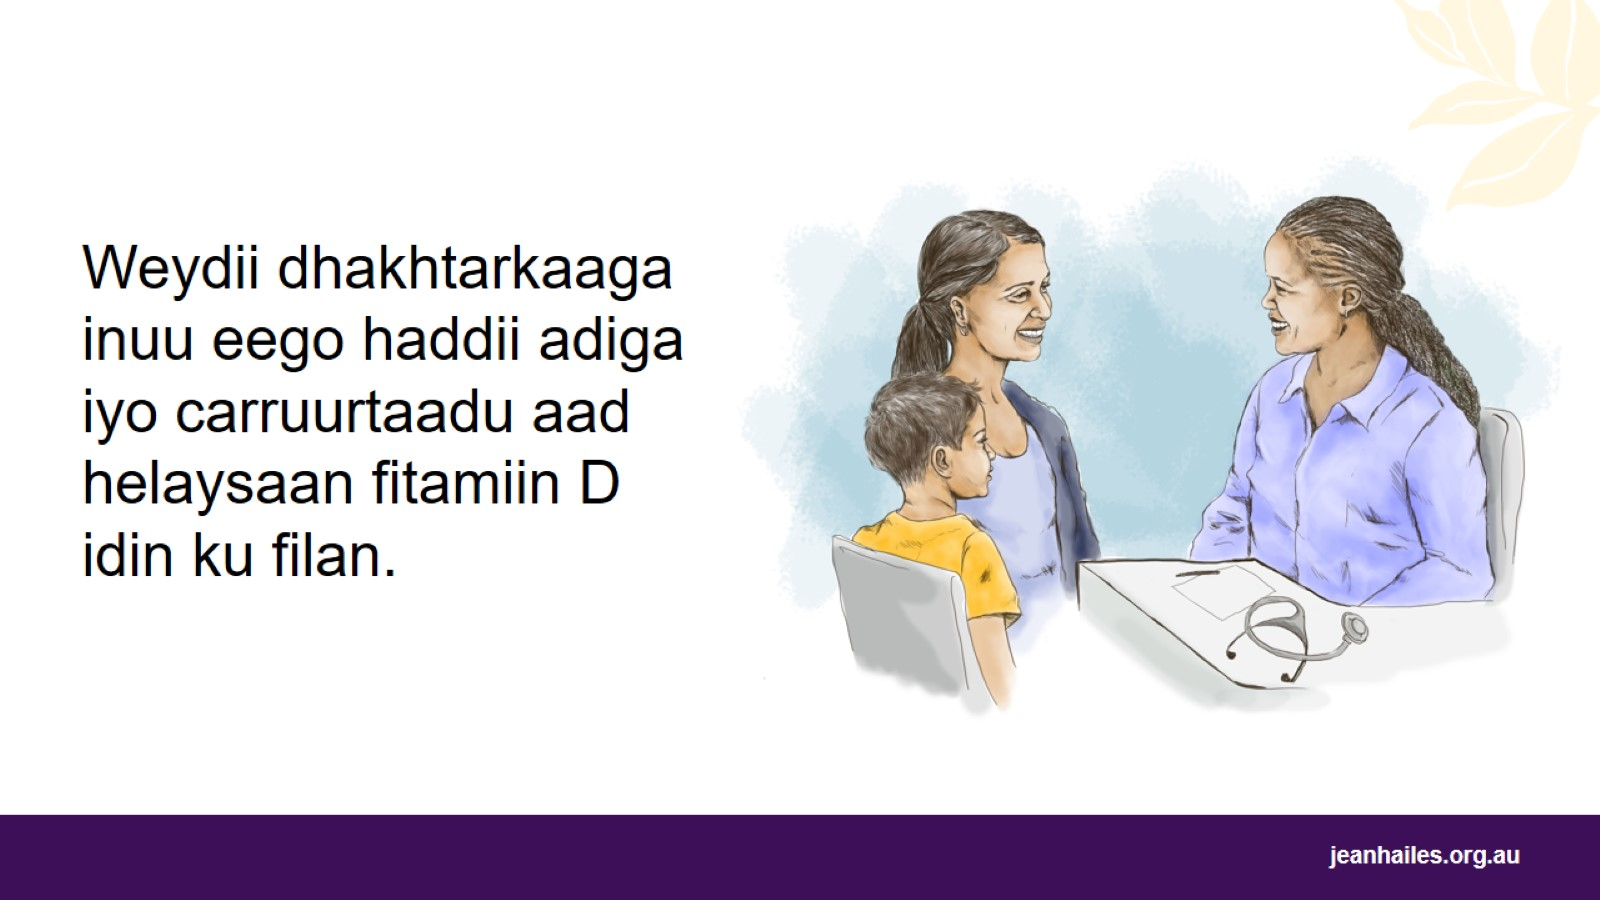 Weydii dhakhtarkaaga
inuu eego haddii adiga
iyo carruurtaadu aad
helaysaan fitamiin D
idin ku filan.
jeanhailes.org.au